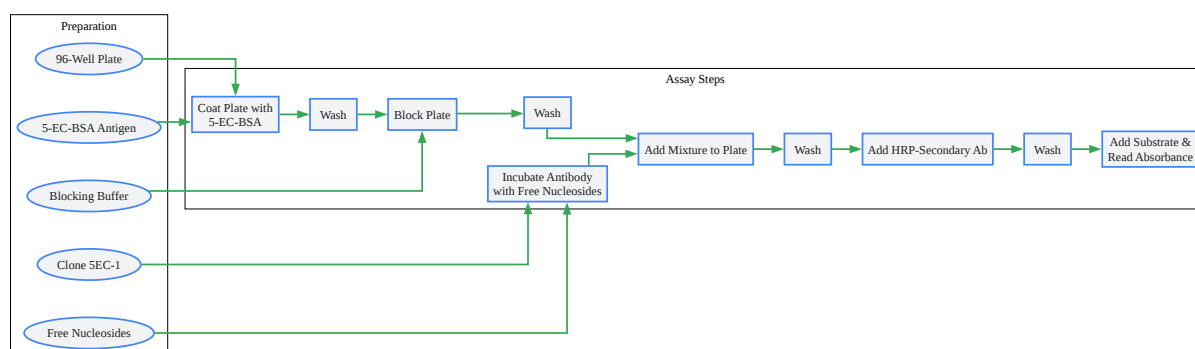 Preparation
96-Well Plate
5-EC-BSA Antigen
Blocking Buffer
Clone 5EC-1
Free Nucleosides
Assay Steps
Coat Plate with
5-EC-BSA
Wash
Block Plate
Wash
Incubate Antibody
with Free Nucleosides
Add Mixture to Plate
Wash
Add HRP-Secondary Ab
Wash
Add Substrate &
Read Absorbance